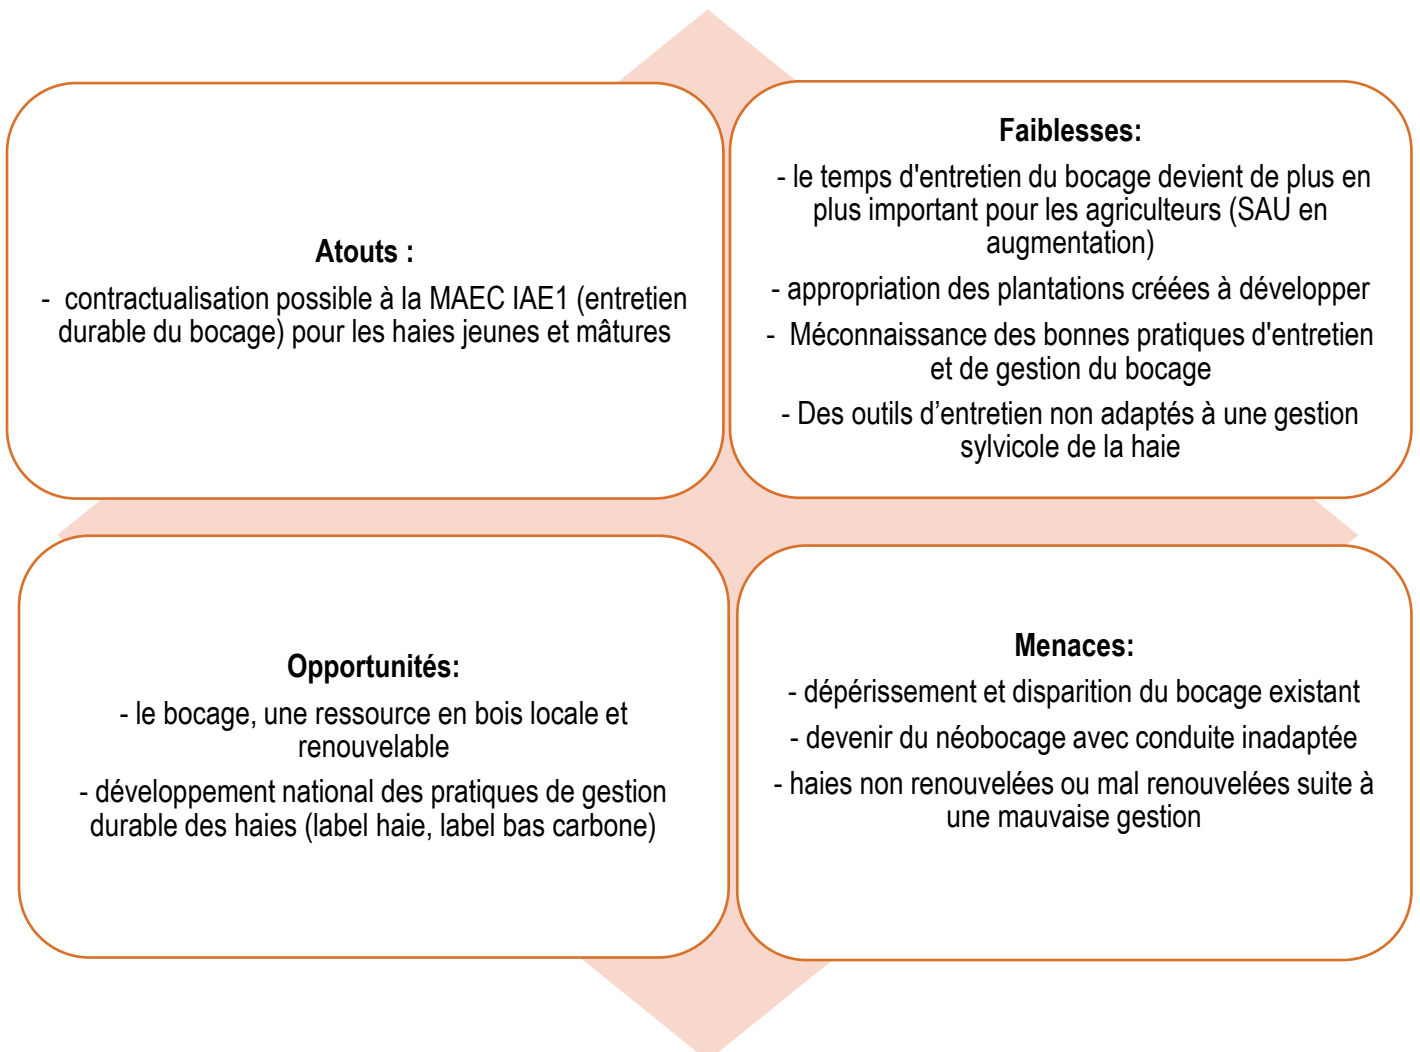 Atouts :
- contractualisation possible à la MAEC IAE1 (entretien
durable du bocage) pour les haies jeunes et mâtures
Faiblesses:
- le temps d'entretien du bocage devient de plus en
plus important pour les agriculteurs (SAU en
augmentation)
- appropriation des plantations créées à développer
- Méconnaissance des bonnes pratiques d'entretien
et de gestion du bocage
- Des outils d’entretien non adaptés à une gestion
sylvicole de la haie
Opportunités:
- le bocage, une ressource en bois locale et
renouvelable
- développement national des pratiques de gestion
durable des haies (label haie, label bas carbone)
Menaces:
- dépérissement et disparition du bocage existant
- devenir du néobocage avec conduite inadaptée
- haies non renouvelées ou mal renouvelées suite à
une mauvaise gestion